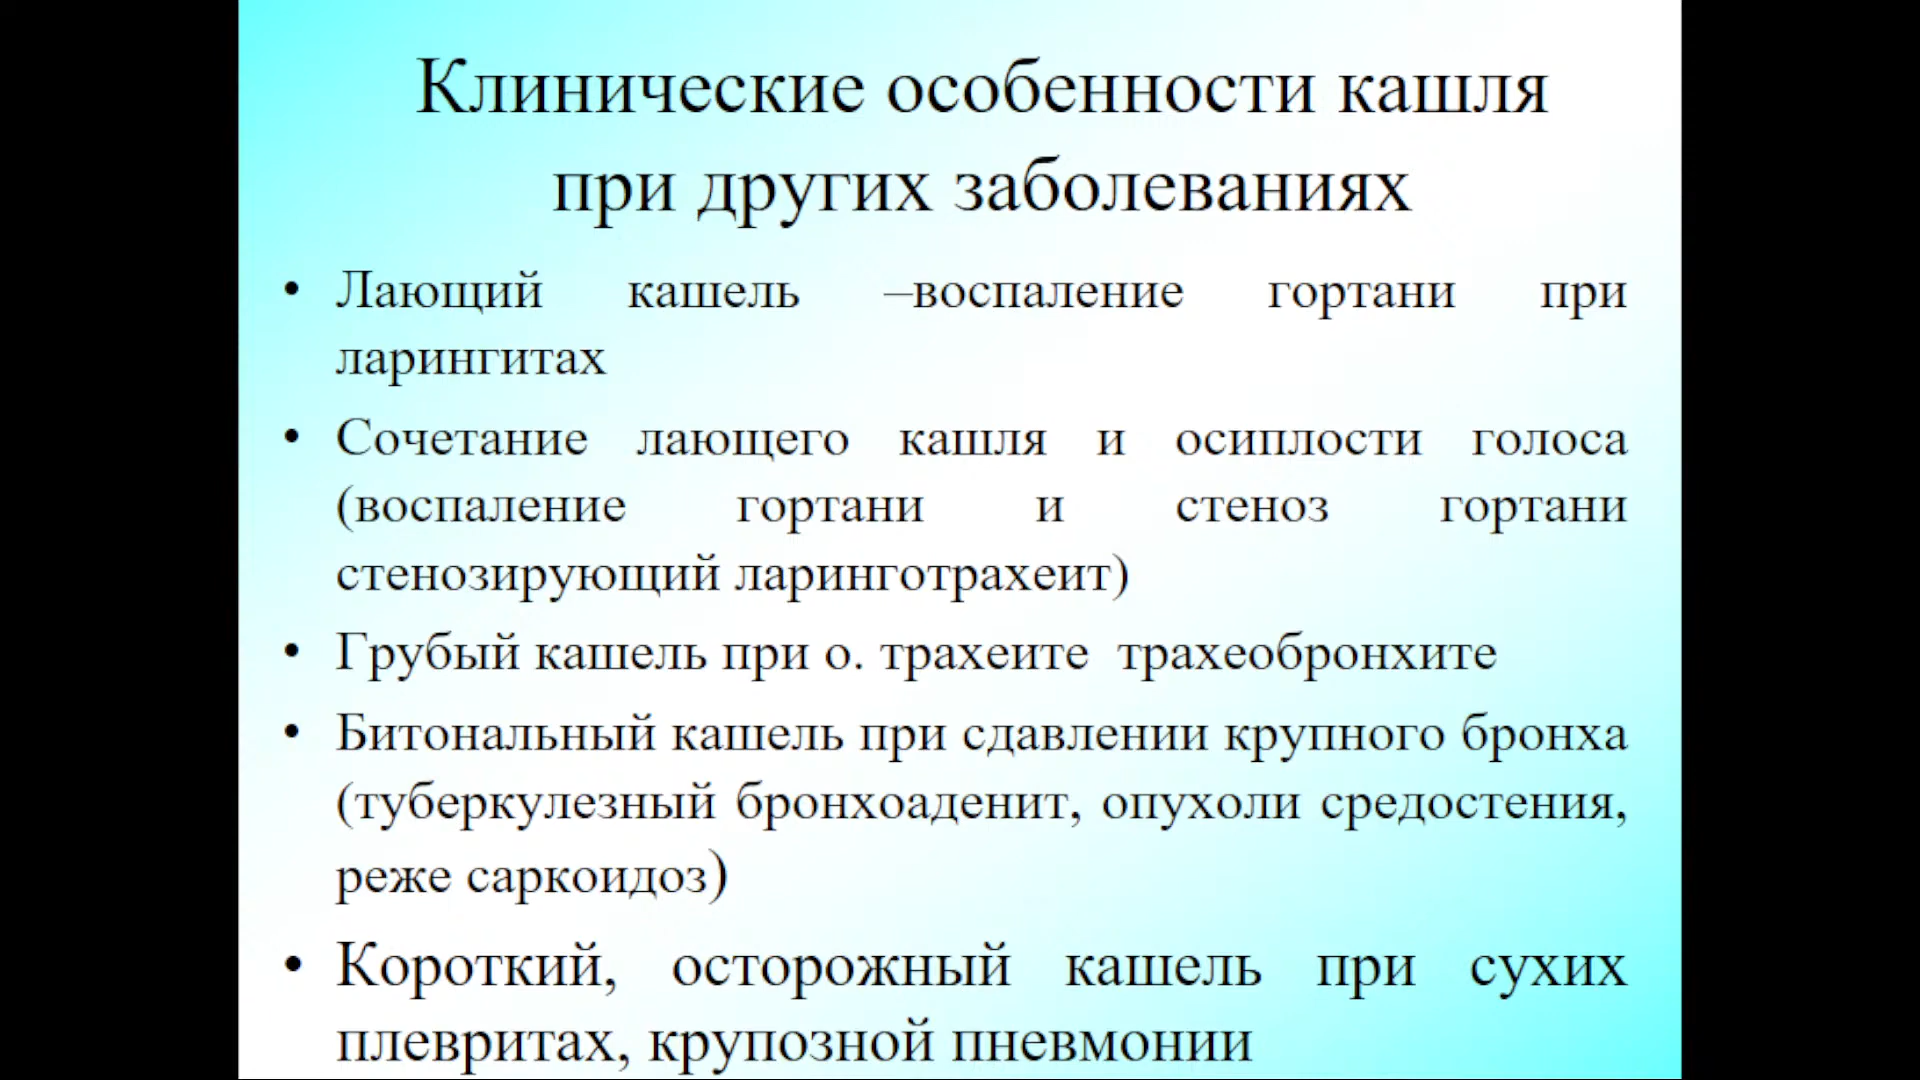 Клинические особенности кашля
при других заболеваниях
• Лающий кашель –воспаление гортани при
ларингитах
• Сочетание лающего кашля и осиплости голоса
(воспаление гортани и стеноз гортани
стенозирующий ларинготрахеит)
• Грубый кашель при о. трахеите трахеобронхите
• Битональный кашель при сдавлении крупного бронха
(туберкулезный бронхоаденит, опухоли средостения,
реже саркоидоз)
• Короткий, осторожный кашель при сухих
плевритах, крупозной пневмонии